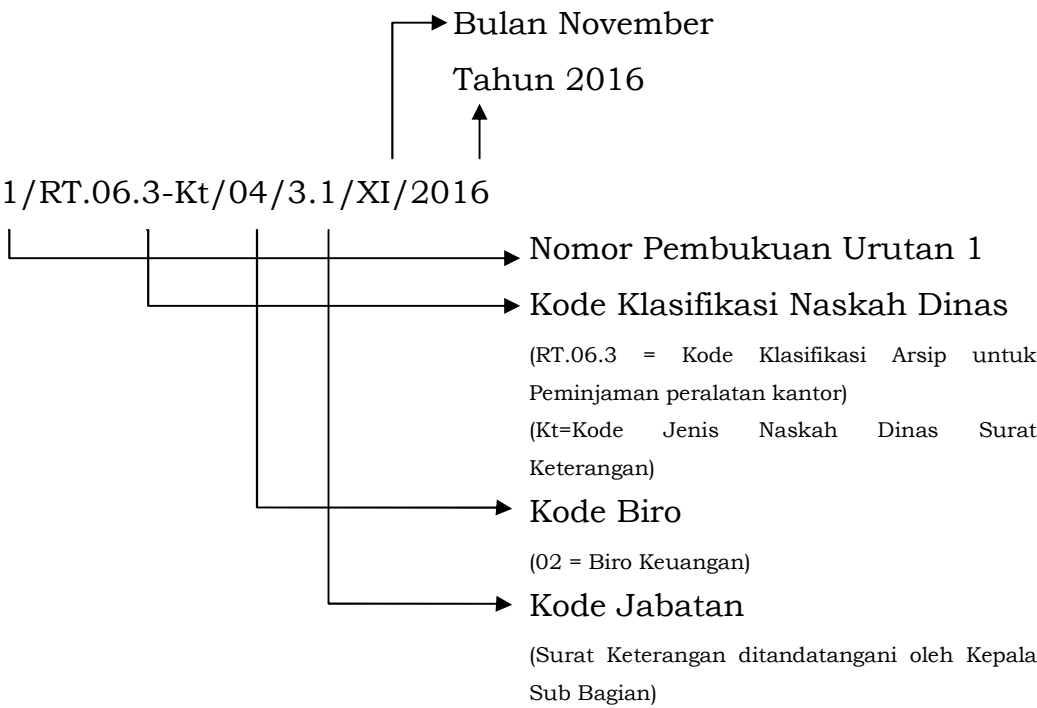 Bulan November
Tahun 2016
1/RT.06.3-Kt/04/3.1/XI/2016
Nomor Pembukuan Urutan 1
Kode Klasifikasi Naskah Dinas
(RT.06.3 = Kode Klasifikasi Arsip untuk
Peminjaman peralatan kantor)
(Kt=Kode Jenis Naskah Dinas Surat
Keterangan)
Kode Biro
(02 = Biro Keuangan)
Kode Jabatan
(Surat Keterangan ditandatangani oleh Kepala
Sub Bagian)